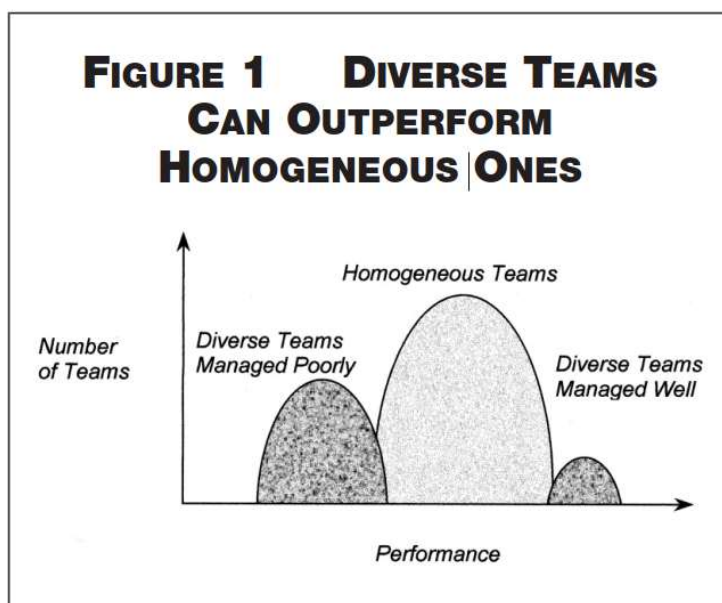 FIGURE 1 DIVERSE TEAMS
CAN OUTPERFORM
HOMOGENEOUS ONES
Homogeneous Teams
Number
of Teams
Diverse Teams
Managed Poorly
Diverse Teams
Managed Well
Performance